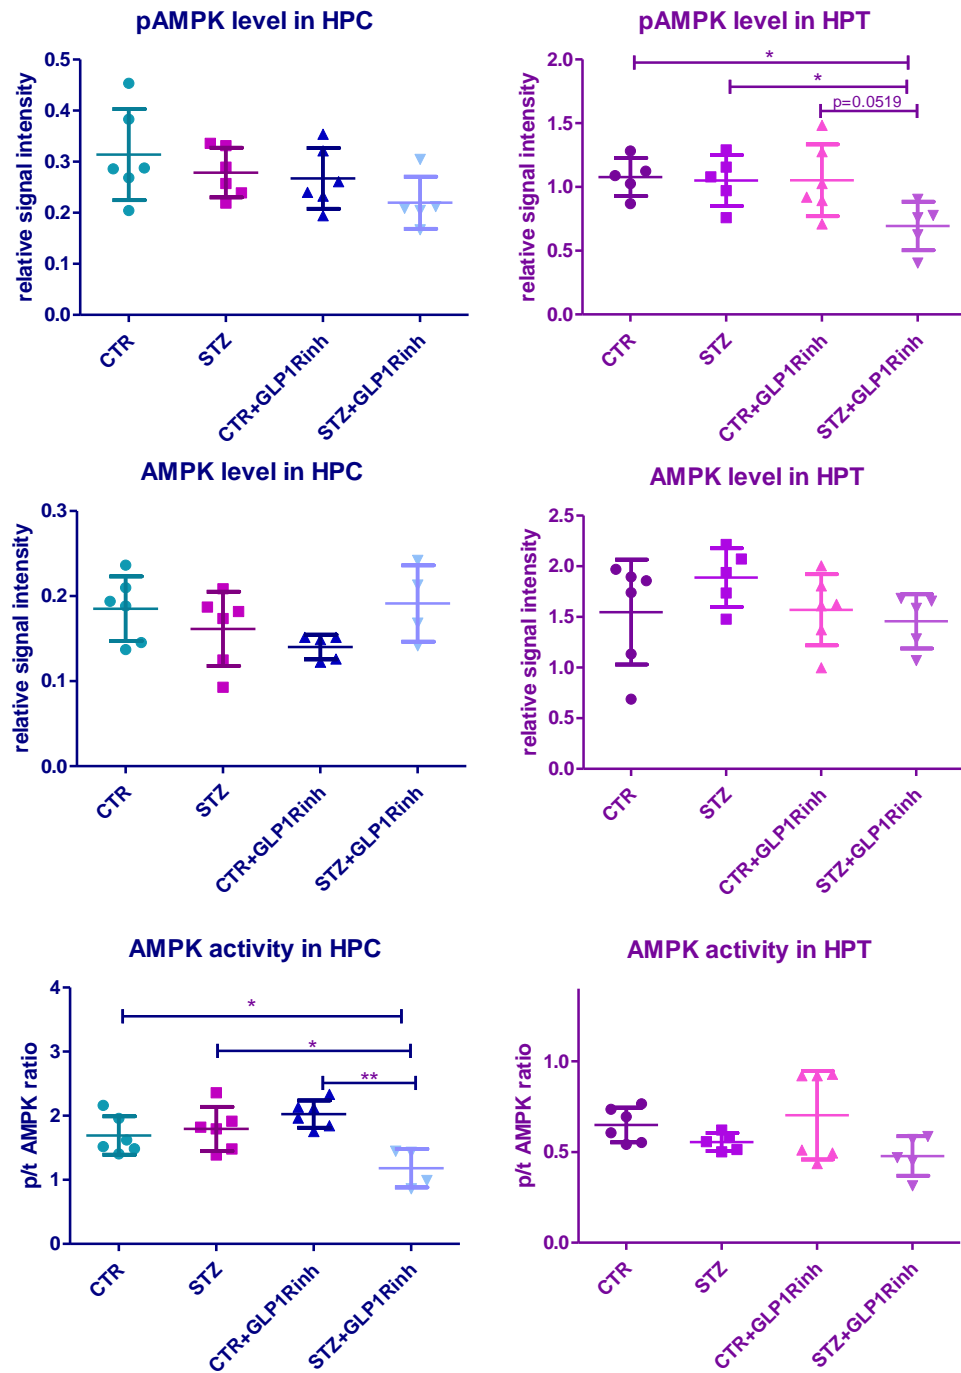 pAMPK level in HPC
relative signal intensity
0.5
0.4
0.3
0.2
0.1
0.0
CTR
STZ
CTR+GLP1Rinh
STZ+GLP1Rinh
pAMPK level in HPT
relative signal intensity
2.0
1.5
1.0
0.5
0.0
*
*
p=0.0519
CTR
STZ
CTR+GLP1Rinh
STZ+GLP1Rinh
AMPK level in HPC
relative signal intensity
0.3
0.2
0.1
0.0
CTR
STZ
CTR+GLP1Rinh
STZ+GLP1Rinh
AMPK level in HPT
relative signal intensity
2.5
2.0
1.5
1.0
0.5
0.0
CTR
STZ
CTR+GLP1Rinh
STZ+GLP1Rinh
AMPK activity in HPC
p/t AMPK ratio
4
3
2
1
0
*
*
**
CTR
STZ
CTR+GLP1Rinh
STZ+GLP1Rinh
AMPK activity in HPT
p/t AMPK ratio
1.0
0.5
0.0
CTR
STZ
CTR+GLP1Rinh
STZ+GLP1Rinh